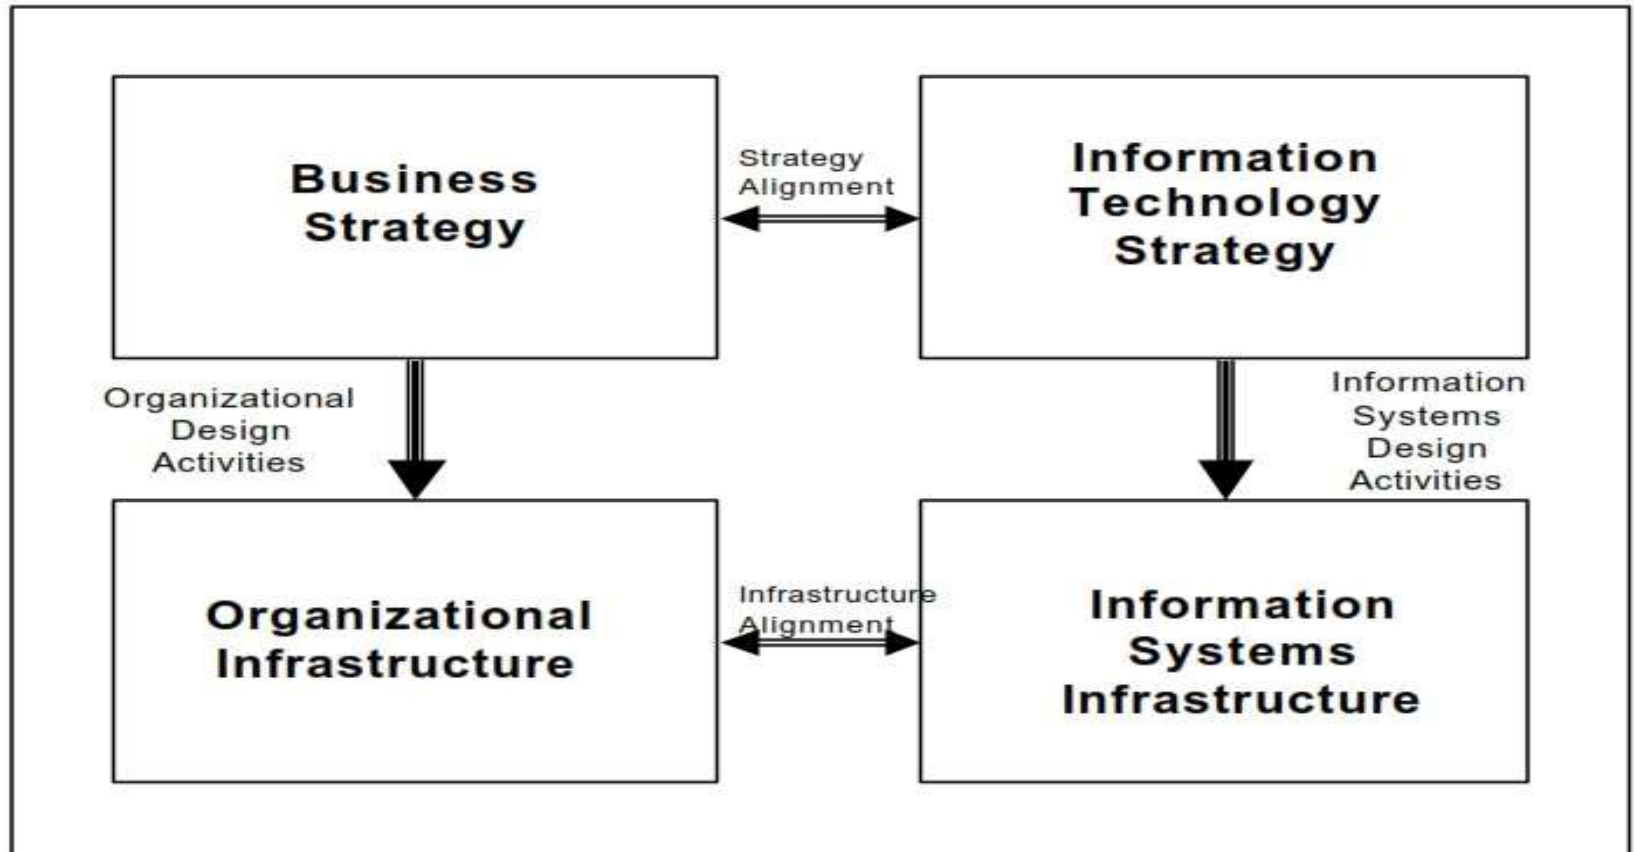 Business
Strategy
Strategy
Alignment
Information
Technology
Strategy
Organizational
Design
Activities
Information
Systems
Design
Activities
Organizational
Infrastructure
Infrastructure
Alignment
Information
Systems
Infrastructure